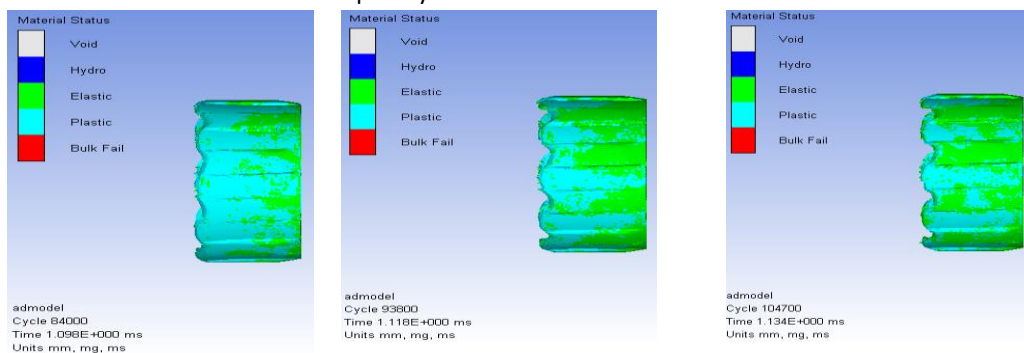 Material Status
Void
Hydro
Elastic
Plastic
Bulk Fail
admodel
Cycle 84000
Time 1.098E+000 ms
Units mm, mg, ms
Material Status
Void
Hydro
Elastic
Plastic
Bulk Fail
admodel
Cycle 93800
Time 1.118E+000 ms
Units mm, mg, ms
Material Status
Void
Hydro
Elastic
Plastic
Bulk Fail
admodel
Cycle 104700
Time 1.134E+000 ms
Units mm, mg, ms